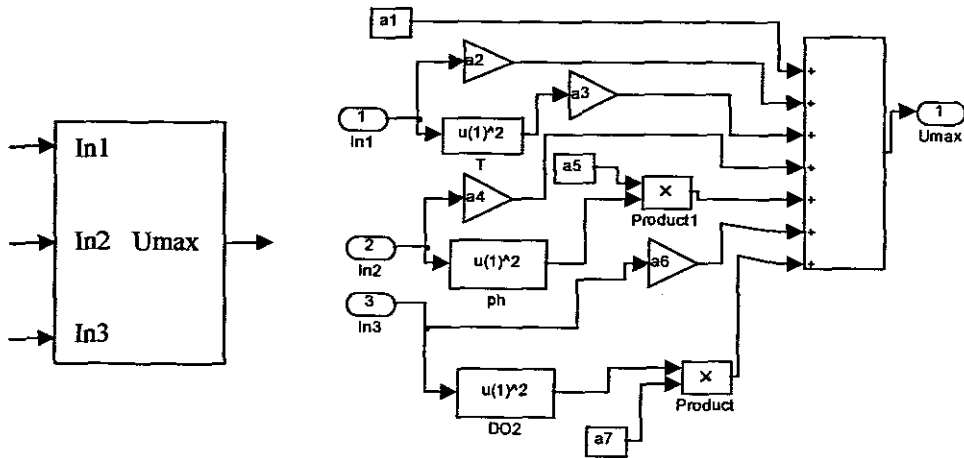 In1
In2 Umax
In3
a1
a2
a3
1
In1
u(1)^2
T
a4
a5
×
Product1
2
In2
u(1)^2
ph
a6
3
In3
u(1)^2
DO2
×
Product
a7
+
+
+
+
+
+
+
1
Umax